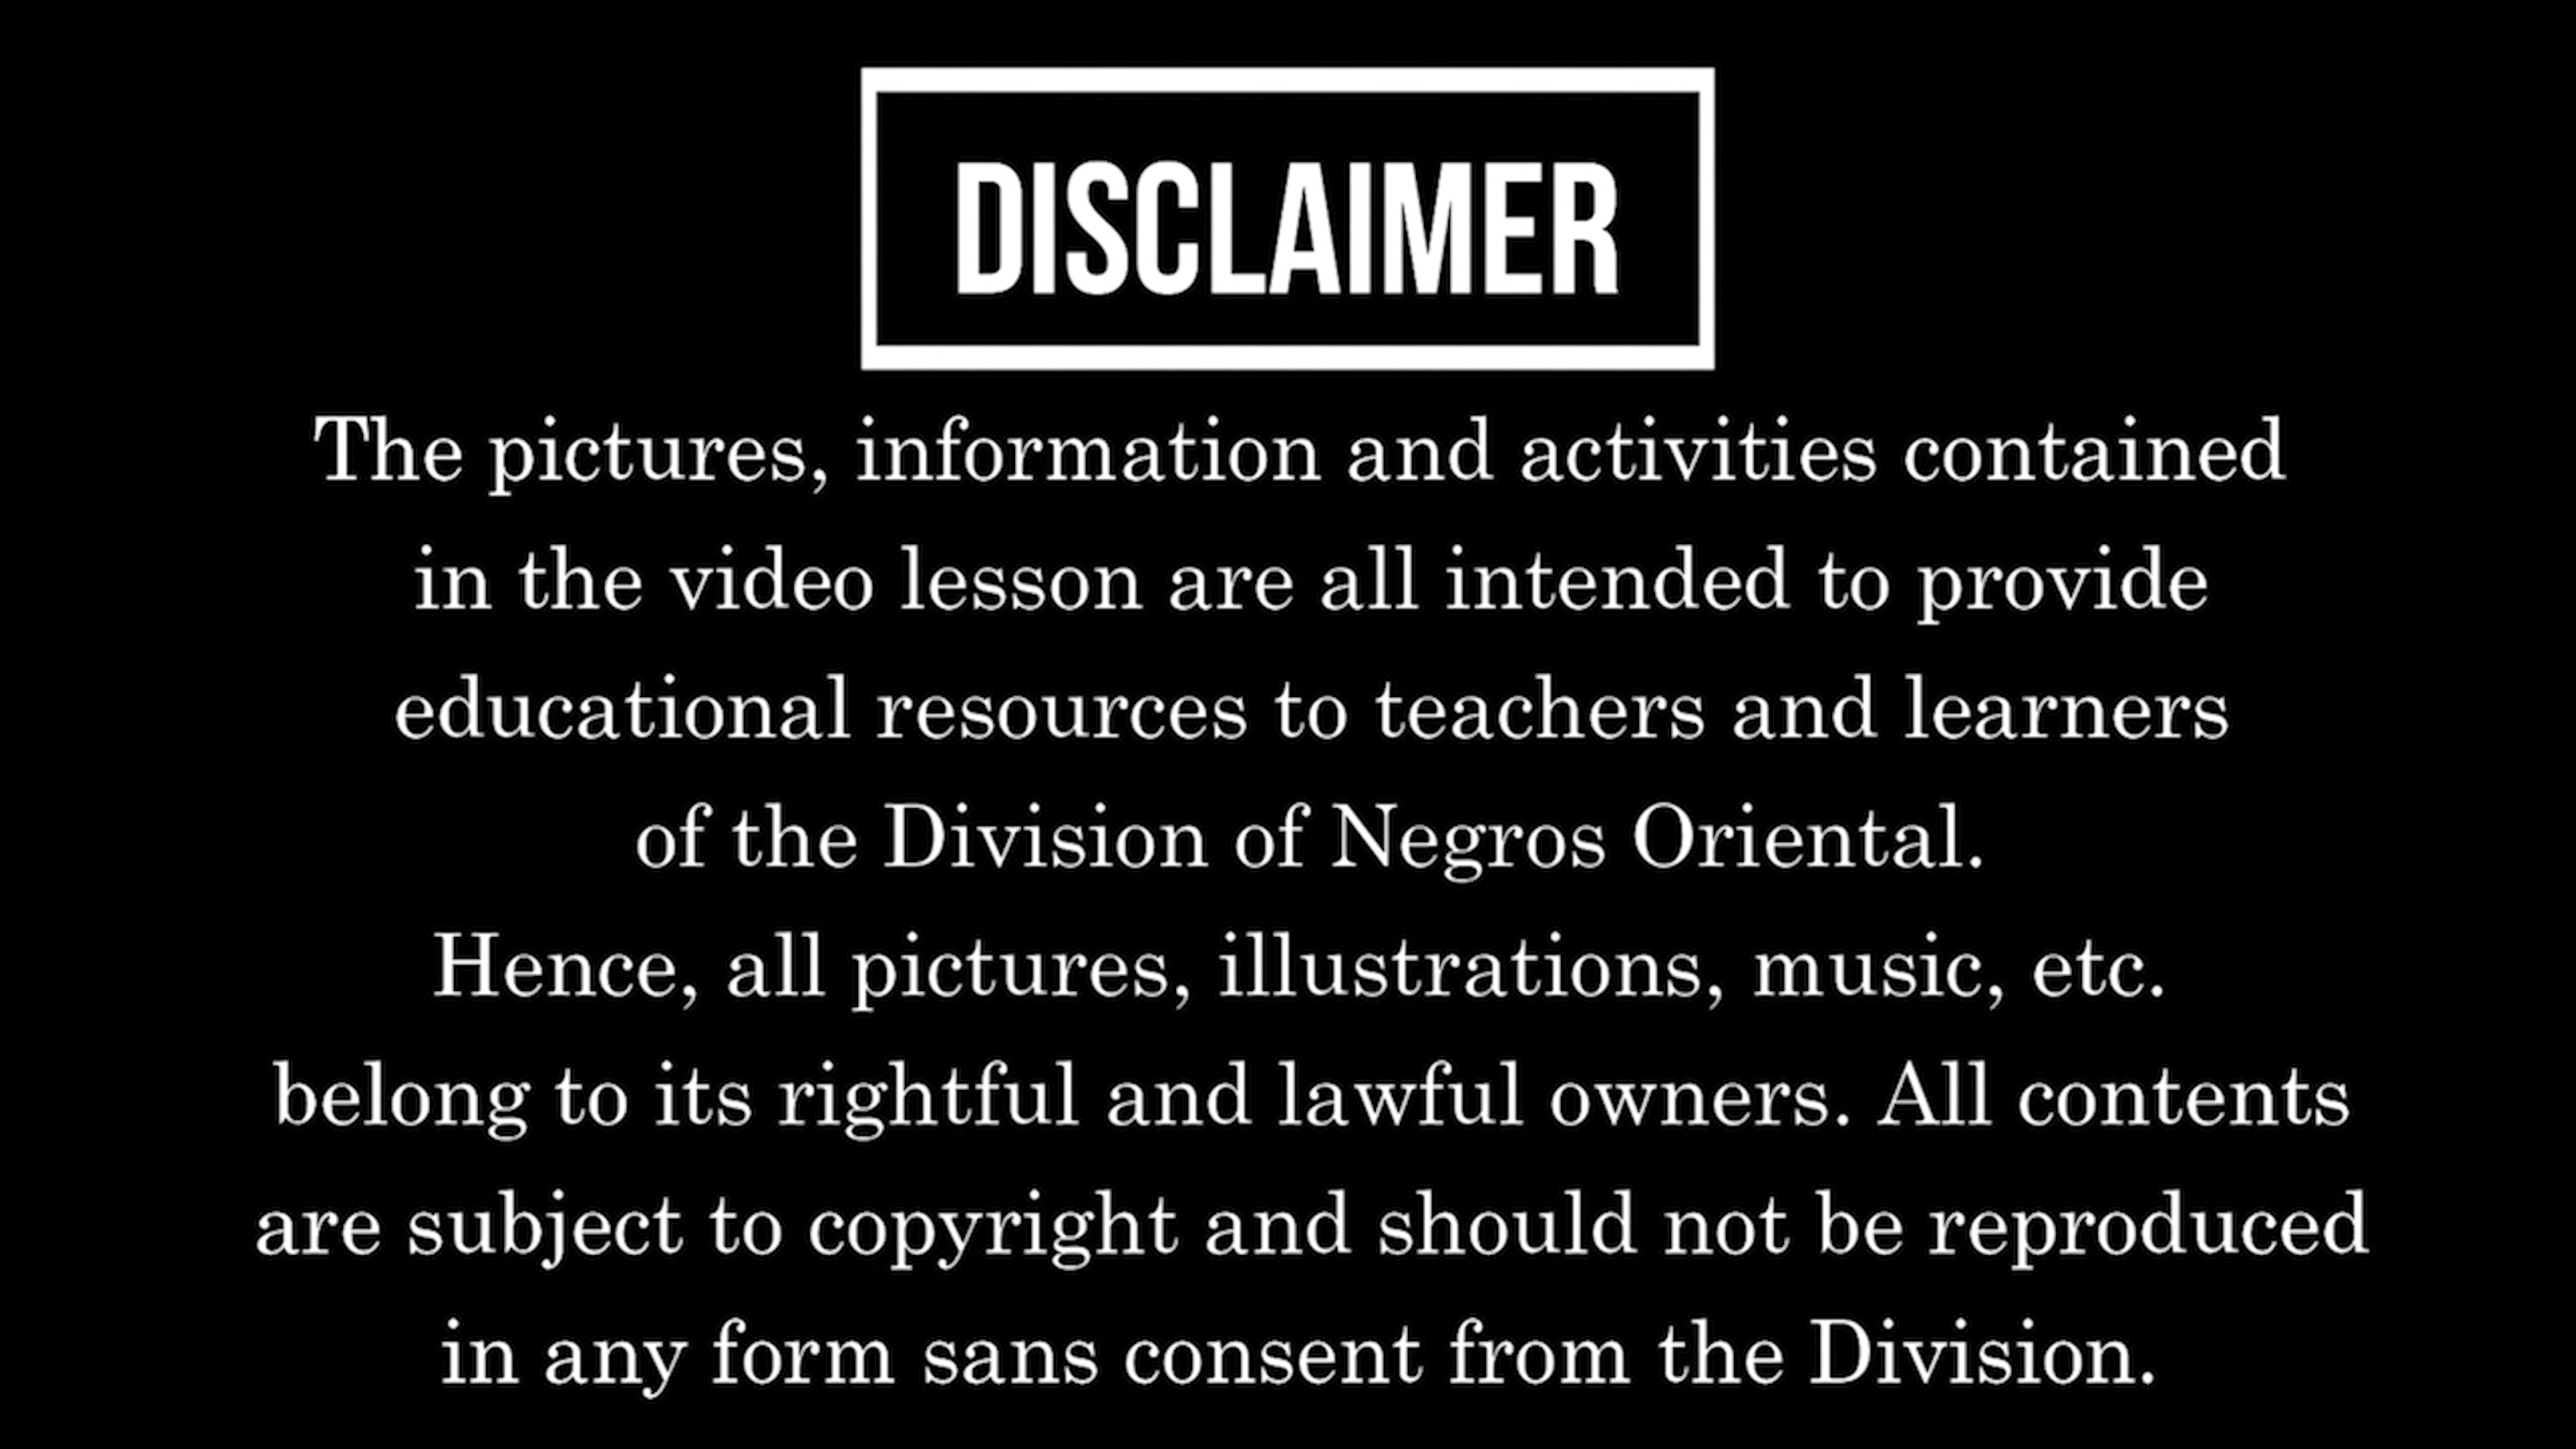 DISCLAIMER
The pictures, information and activities contained
in the video lesson are all intended to provide
educational resources to teachers and learners
of the Division of Negros Oriental.
Hence, all pictures, illustrations, music, etc.
belong to its rightful and lawful owners. All contents
are subject to copyright and should not be reproduced
in any form sans consent from the Division.